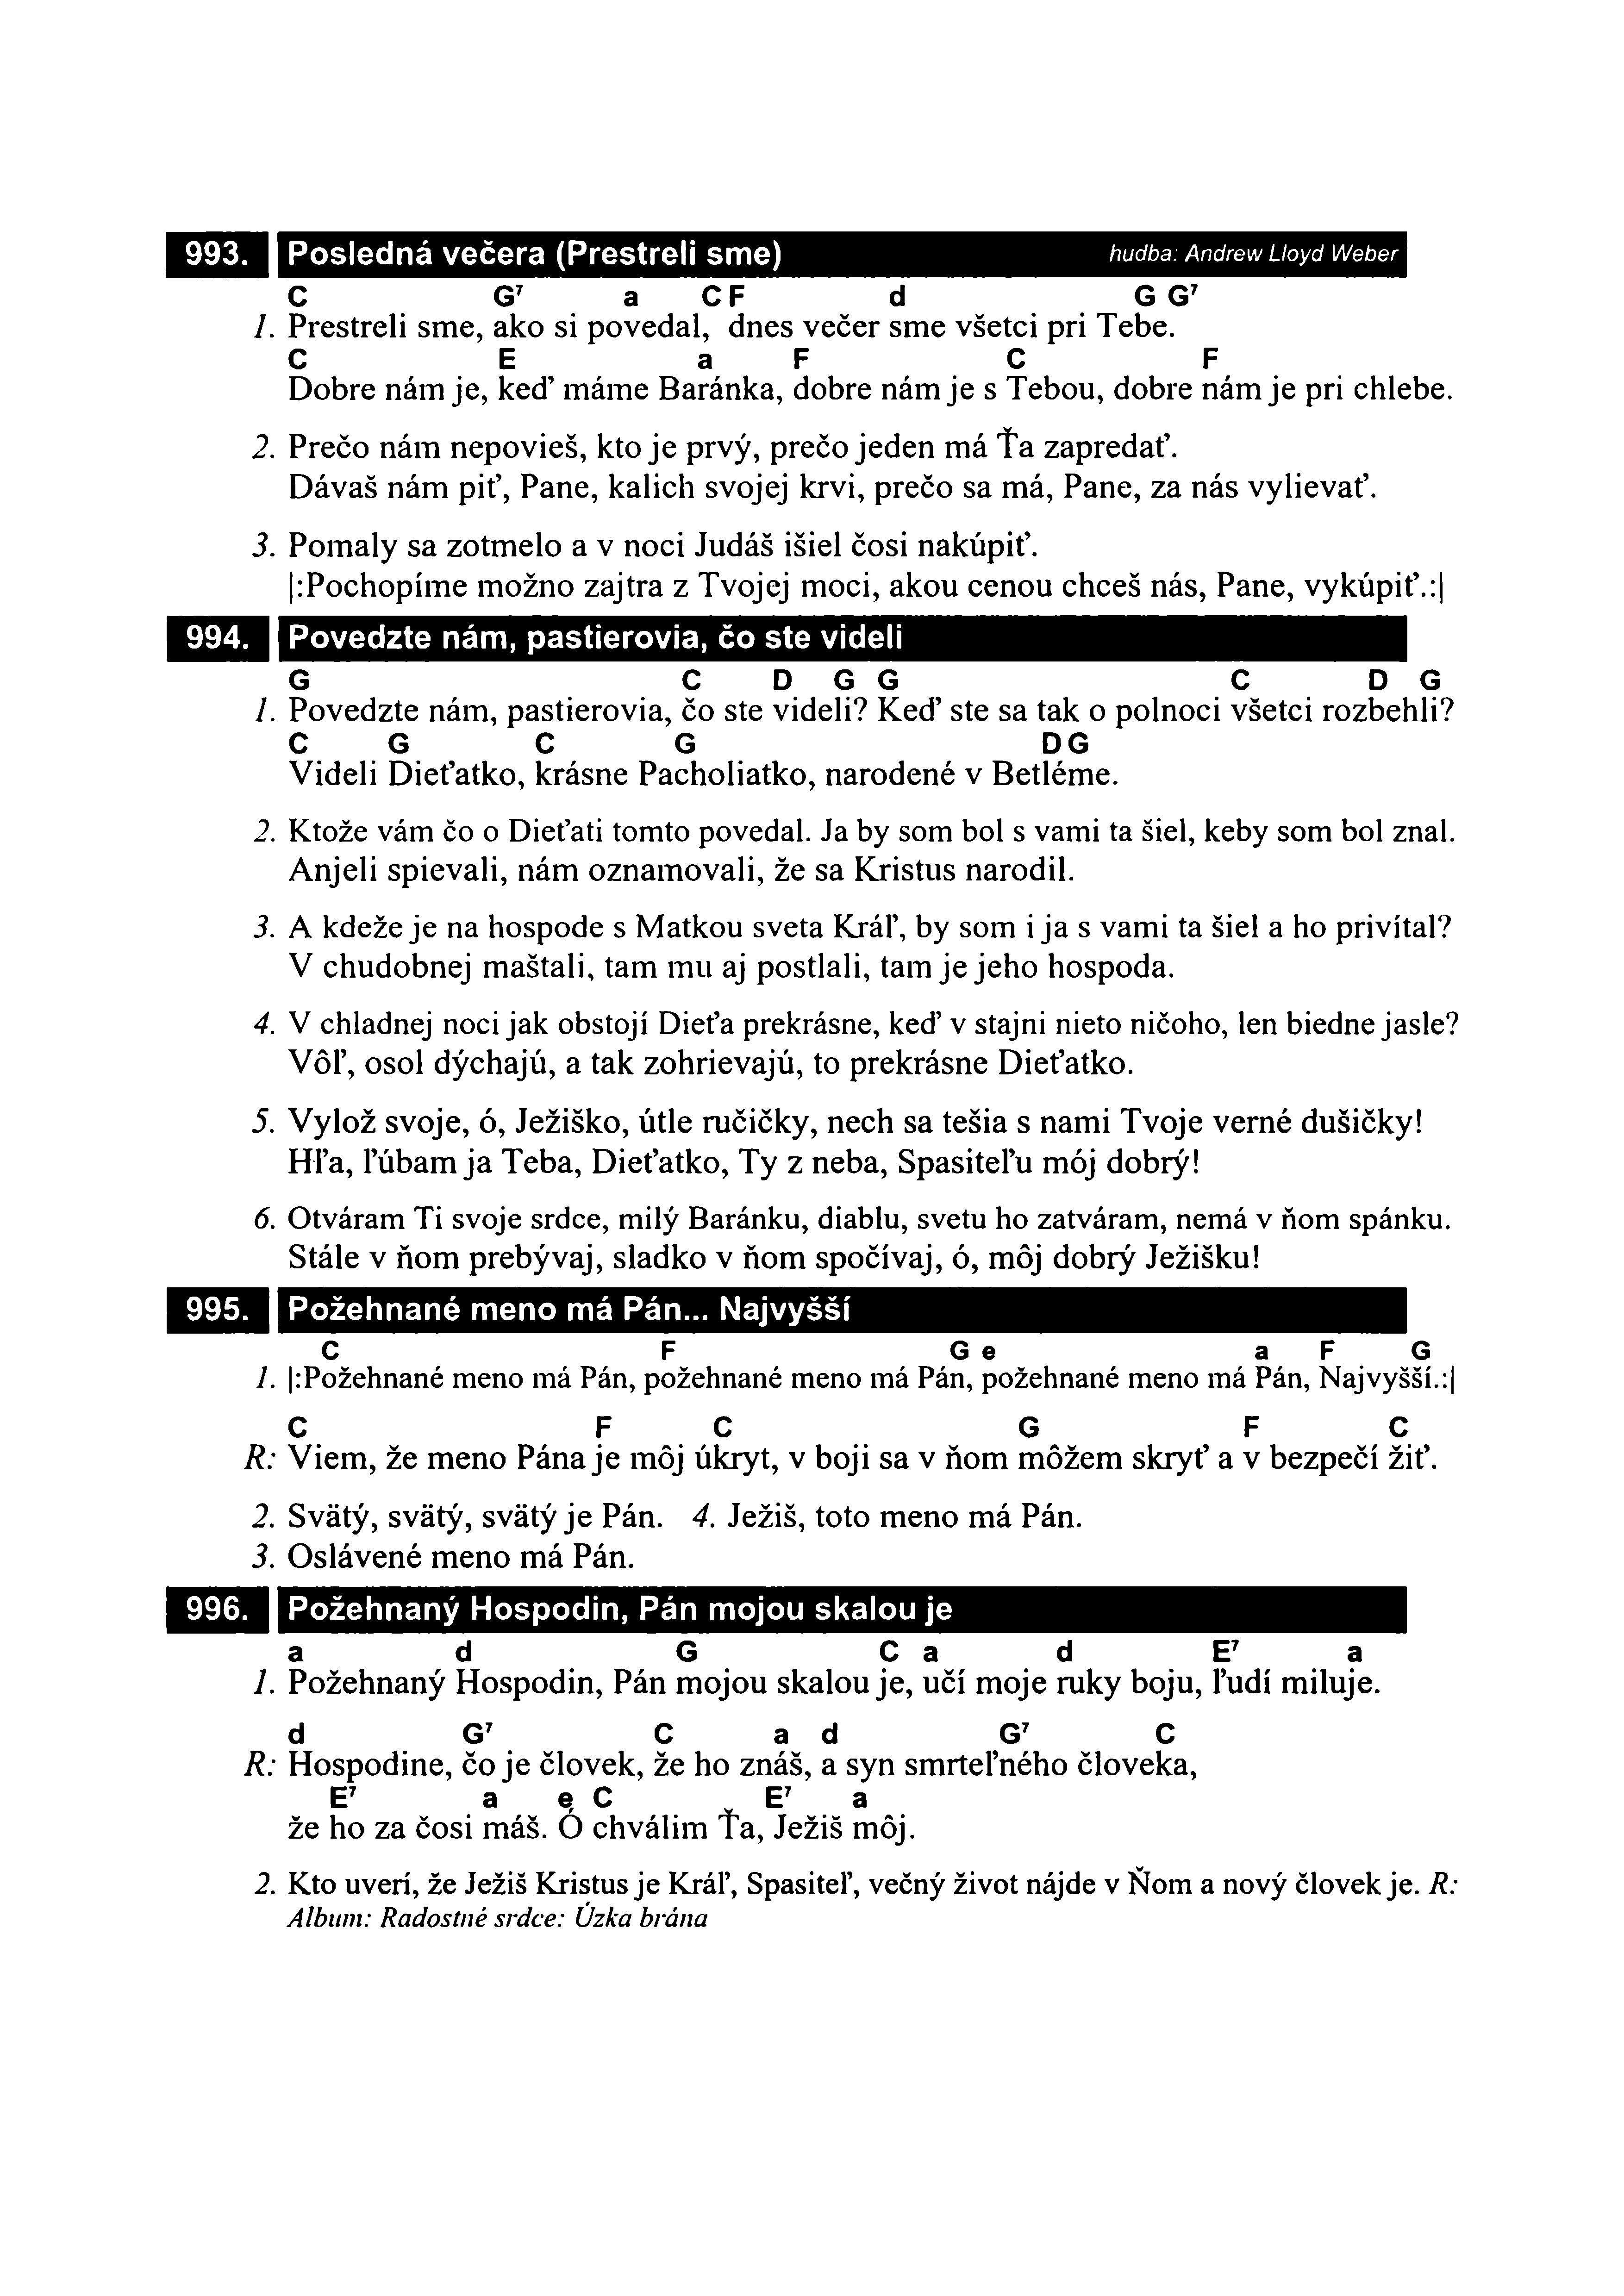 993. Posledná večera (Prestreli sme) hudba: Andrew Lloyd Weber
C G⁷ a C F d G G⁷
1. Prestreli sme, ako si povedal, dnes večer sme všetci pri Tebe.
C E a F C F
Dobre nám je, keď máme Baránka, dobre nám je s Tebou, dobre nám je pri chlebe.
2. Prečo nám nepovieš, kto je prvý, prečo jeden má Ťa zapredať.
Dávaš nám piť, Pane, kalich svojej krvi, prečo sa má, Pane, za nás vylievať.
3. Pomaly sa zotmelo a v noci Judáš išiel čosi nakúpiť.
|:Pochopíme možno zajtra z Tvojej moci, akou cenou chceš nás, Pane, vykúpiť.:|
994. Povedzte nám, pastierovia, čo ste videli
G C D G G C D G
1. Povedzte nám, pastierovia, čo ste videli? Keď ste sa tak o polnoci všetci rozbehli?
C G C G D G
Videli Dieťatko, krásne Pacholiatko, narodené v Betléme.
2. Ktože vám čo o Dieťati tomto povedal. Ja by som bol s vami ta šiel, keby som bol znal.
Anjeli spievali, nám oznamovali, že sa Kristus narodil.
3. A kdeže je na hospode s Matkou sveta Kráľ, by som i ja s vami ta šiel a ho privítal?
V chudobnej maštali, tam mu aj postlali, tam je jeho hospoda.
4. V chladnej noci jak obstojí Dieťa prekrásne, keď v stajni nieto ničoho, len biedne jasle?
Vôľ, osol dýchajú, a tak zohrievajú, to prekrásne Dieťatko.
5. Vylož svoje, ó, Ježiško, útle ručičky, nech sa tešia s nami Tvoje verné dušičky!
Hľa, ľúbam ja Teba, Dieťatko, Ty z neba, Spasiteľu mój dobrý!
6. Otváram Ti svoje srdce, milý Baránku, diablu, svetu ho zatváram, nemá v ňom spánku.
Stále v ňom prebývaj, sladko v ňom spočívaj, ó, môj dobrý Ježišku!
995. Požehnané meno má Pán... Najvyšší
C F G e a F G
1. |:Požehnané meno má Pán, požehnané meno má Pán, požehnané meno má Pán, Najvyšší.:|
C F C G F C
R: Viem, že meno Pána je môj úkryt, v boji sa v ňom môžem skryť a v bezpečí žiť.
2. Svätý, svätý, svätý je Pán. 4. Ježiš, toto meno má Pán.
3. Oslávené meno má Pán.
996. Požehnaný Hospodin, Pán mojou skalou je
a d G C a d E⁷ a
1. Požehnaný Hospodin, Pán mojou skalou je, učí moje ruky boju, ľudí miluje.
d G⁷ C a d G⁷ C
R: Hospodine, čo je človek, že ho znáš, a syn smrteľného človeka,
E⁷ a e C E⁷ a
že ho za čosi máš. Ó chválim Ťa, Ježiš môj.
2. Kto uverí, že Ježiš Kristus je Kráľ, Spasiteľ, večný život nájde v Ňom a nový človek je. R:
Album: Radostné srdce: Úzka brána